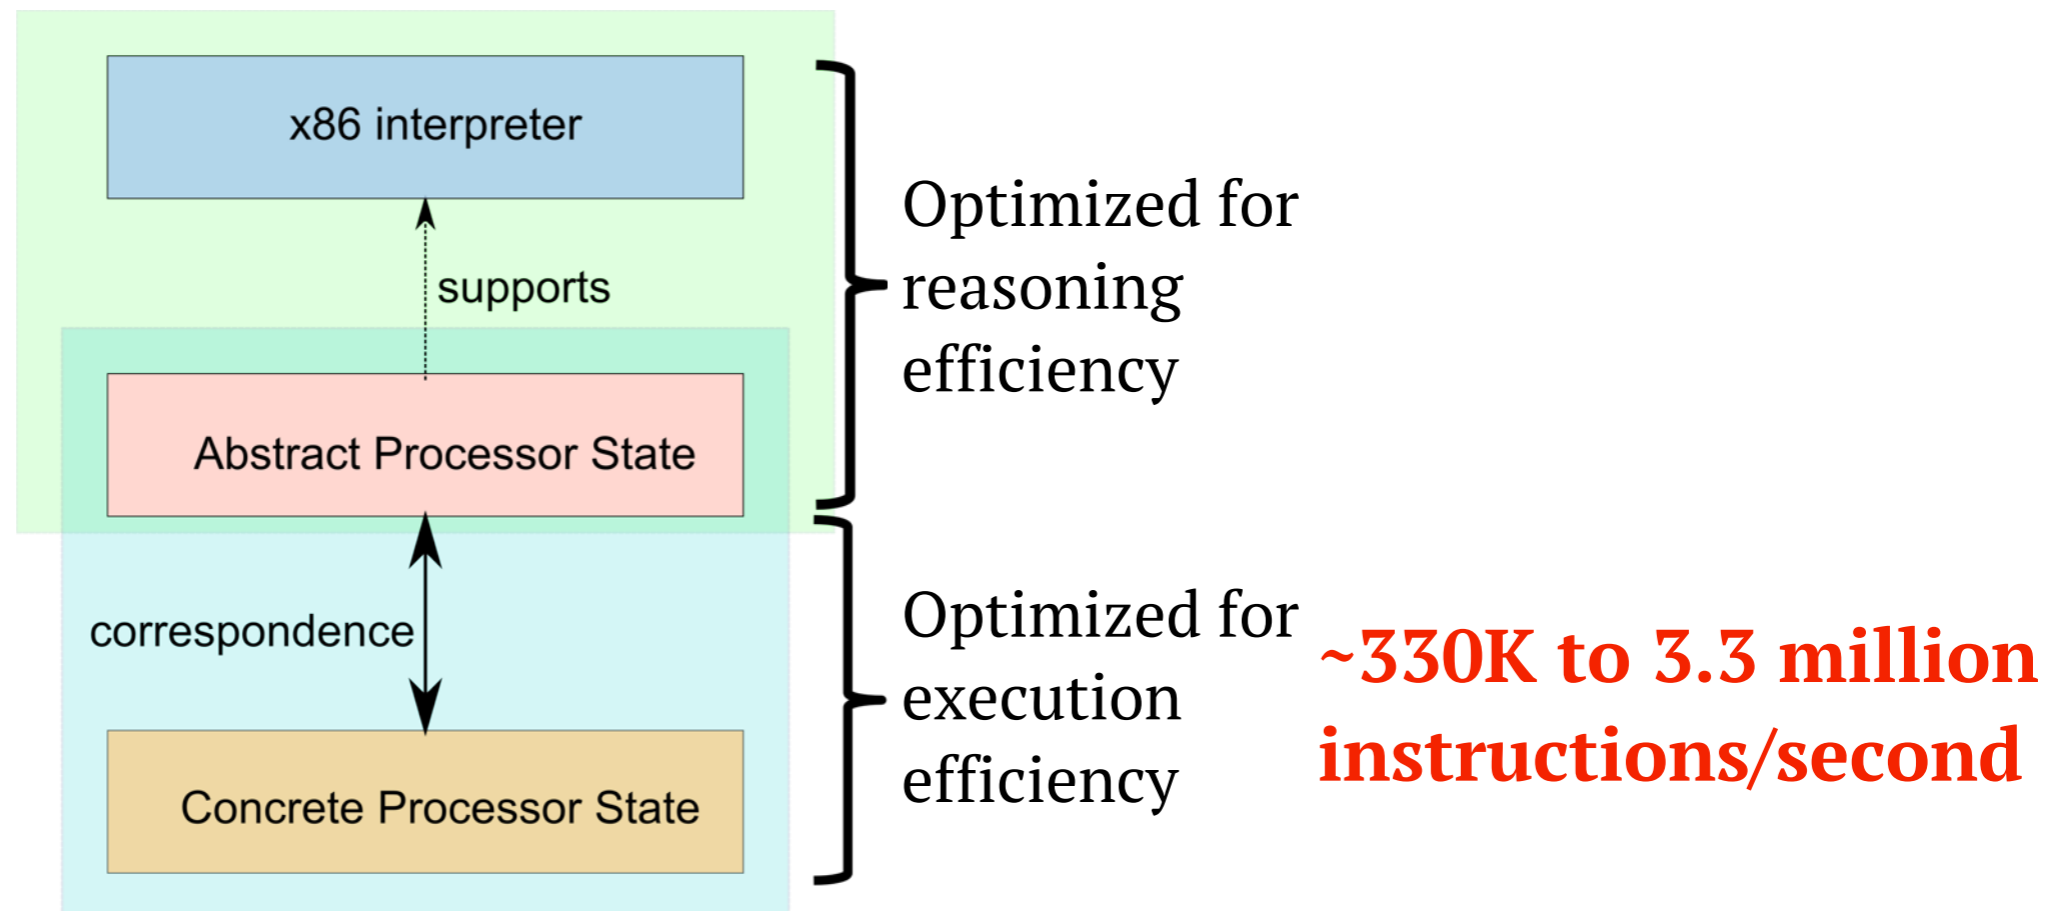 x86 interpreter
supports
Abstract Processor State
correspondence
Concrete Processor State
Optimized for
reasoning
efficiency
Optimized for
execution
efficiency
~330K to 3.3 million
instructions/second